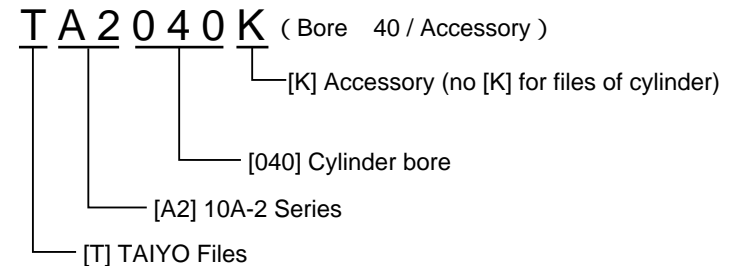 TA2040K (Bore 40 / Accessory)
[K] Accessory (no [K] for files of cylinder)
[040] Cylinder bore
[A2] 10A-2 Series
[T] TAIYO Files